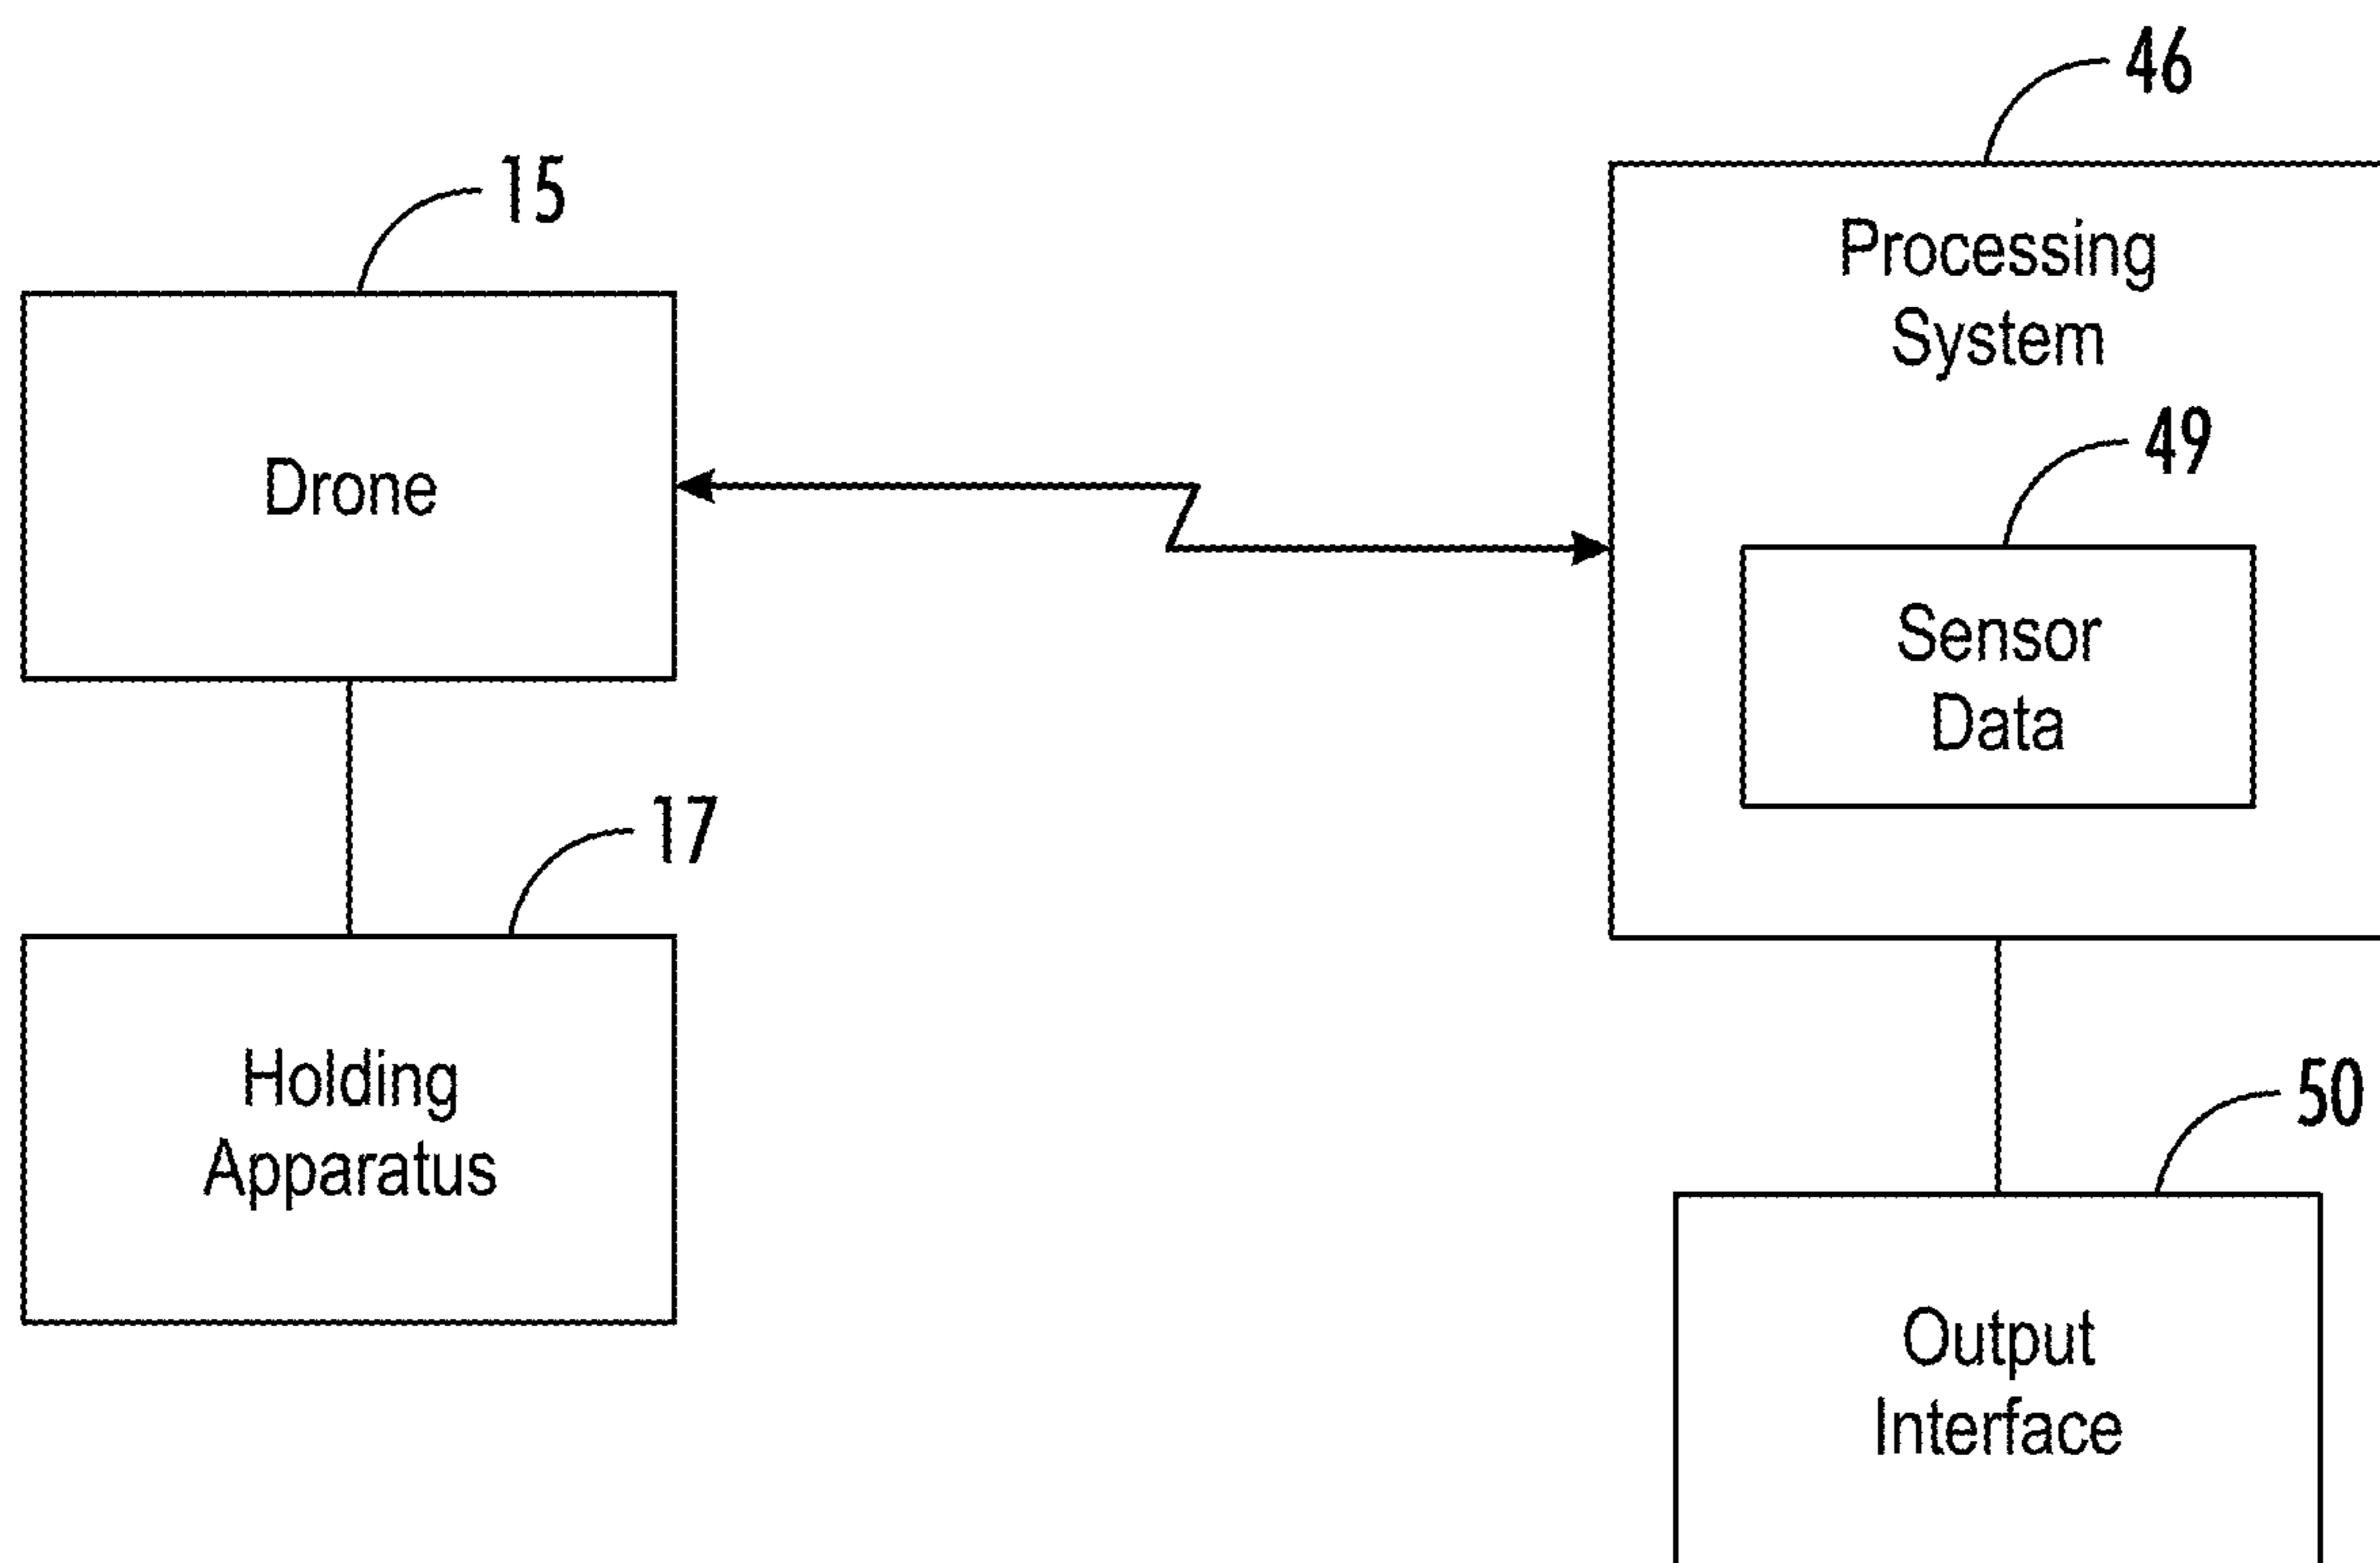 46
15
Processing
System
49
Drone
Sensor
Data
17
Holding
Apparatus
50
Output
Interface